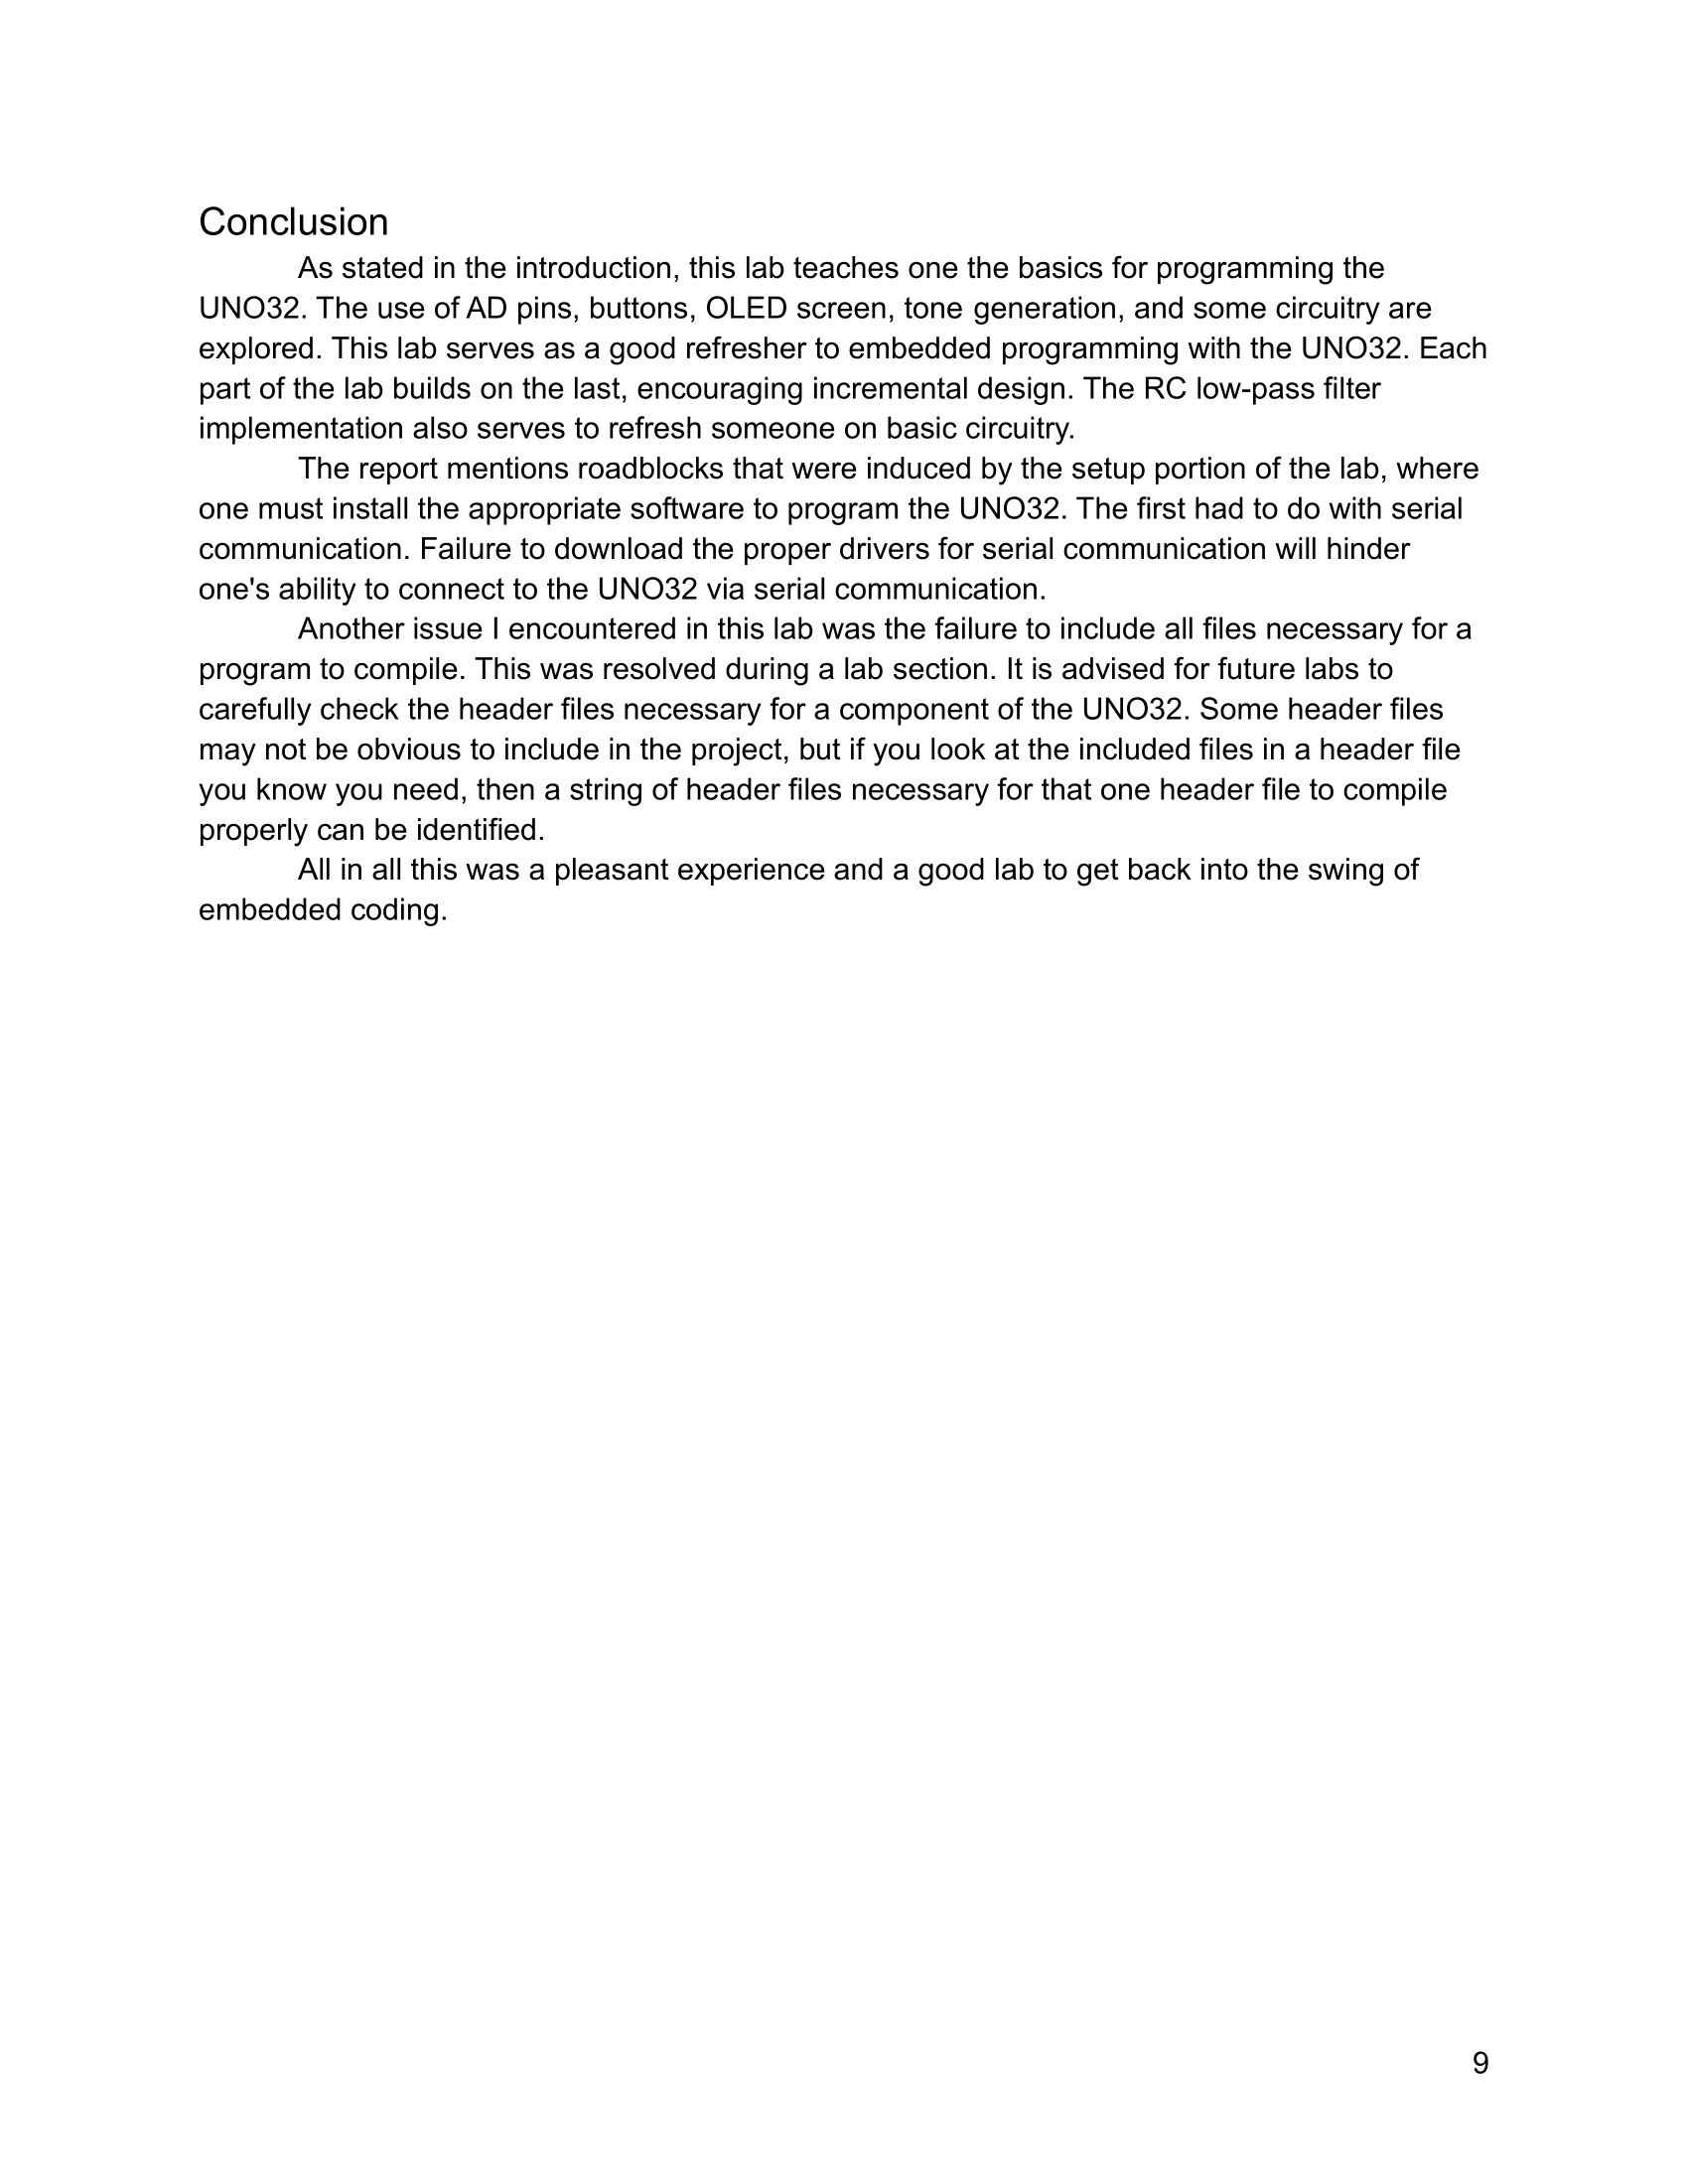 Conclusion
As stated in the introduction, this lab teaches one the basics for programming the
UNO32. The use of AD pins, buttons, OLED screen, tone generation, and some circuitry are
explored. This lab serves as a good refresher to embedded programming with the UNO32. Each
part of the lab builds on the last, encouraging incremental design. The RC low-pass filter
implementation also serves to refresh someone on basic circuitry.
The report mentions roadblocks that were induced by the setup portion of the lab, where
one must install the appropriate software to program the UNO32. The first had to do with serial
communication. Failure to download the proper drivers for serial communication will hinder
one's ability to connect to the UNO32 via serial communication.
Another issue I encountered in this lab was the failure to include all files necessary for a
program to compile. This was resolved during a lab section. It is advised for future labs to
carefully check the header files necessary for a component of the UNO32. Some header files
may not be obvious to include in the project, but if you look at the included files in a header file
you know you need, then a string of header files necessary for that one header file to compile
properly can be identified.
All in all this was a pleasant experience and a good lab to get back into the swing of
embedded coding.
9